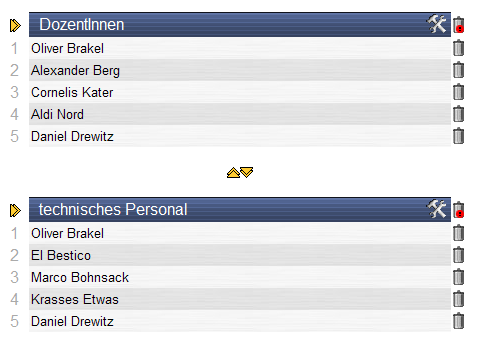 DozentInnen
1 Oliver Brakel
2 Alexander Berg
3 Cornelis Kater
4 Aldi Nord
5 Daniel Drewitz
technisches Personal
1 Oliver Brakel
2 El Bestico
3 Marco Bohnsack
4 Krasses Etwas
5 Daniel Drewitz